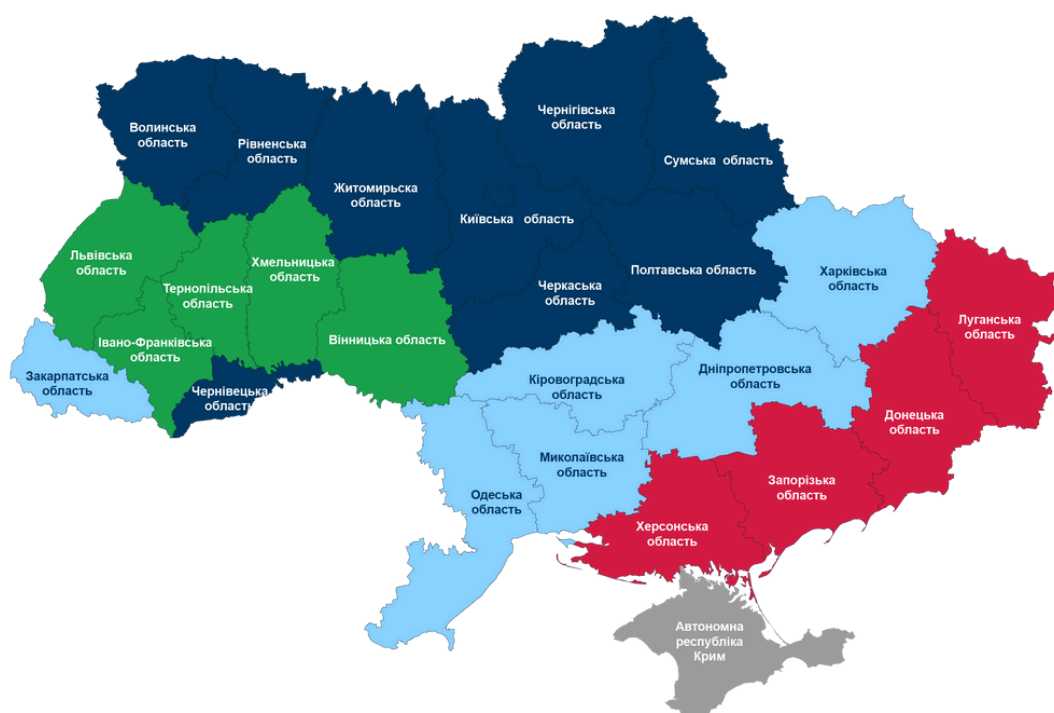 Чернігівська
область
Волинська
область
Рівненська
область
Сумська область
Житомирьска
область
Київська область
Львівська
область
Хмельницька
область
Полтавська область
Харківська
область
Тернопільська
область
Черкаська
область
Луганська
область
Івано-Франківська
область
Вінницька область
Закарпатська
область
Чернівецька
область
Кіровоградська
область
Дніпропетровська
область
Донецька
область
Миколаївська
область
Запорізька
область
Одеська
область
Херсонська
область
Автономна
республіка
Крим